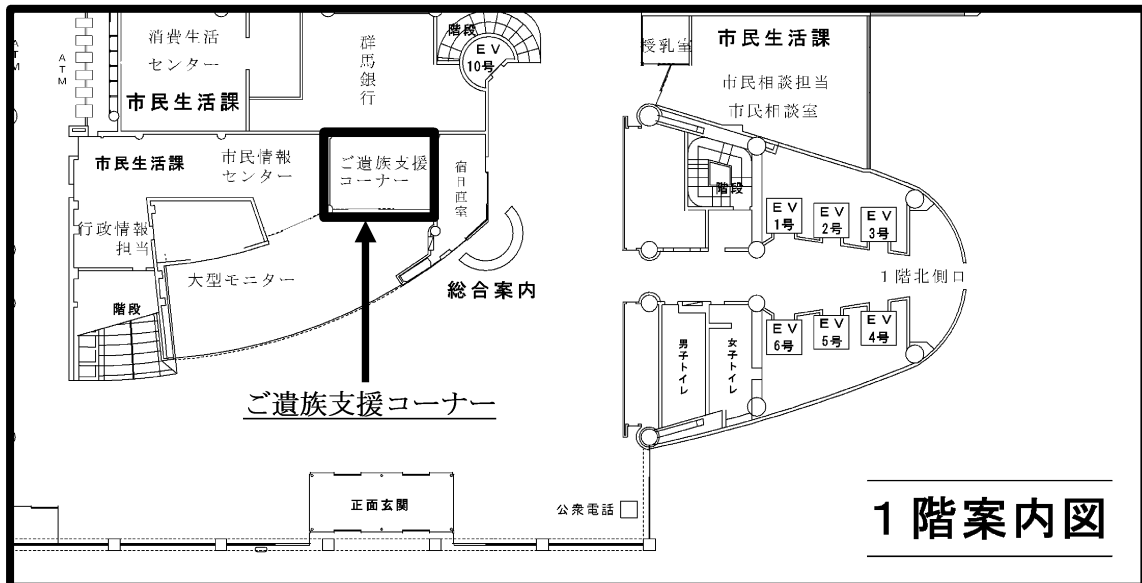 ATM
ATM
消費生活
センター
市民生活課
群馬銀行
階段
EV
10号
授乳室
市民生活課
市民相談担当
市民相談室
市民生活課
市民情報
センター
ご遺族支援
コーナー
宿日直室
行政情報
担当
大型モニター
階段
総合案内
階段
EV
1号
EV
2号
EV
3号
1階北側口
EV
6号
EV
5号
EV
4号
男子トイレ
女子トイレ
ご遺族支援コーナー
正面玄関
公衆電話
1階案内図